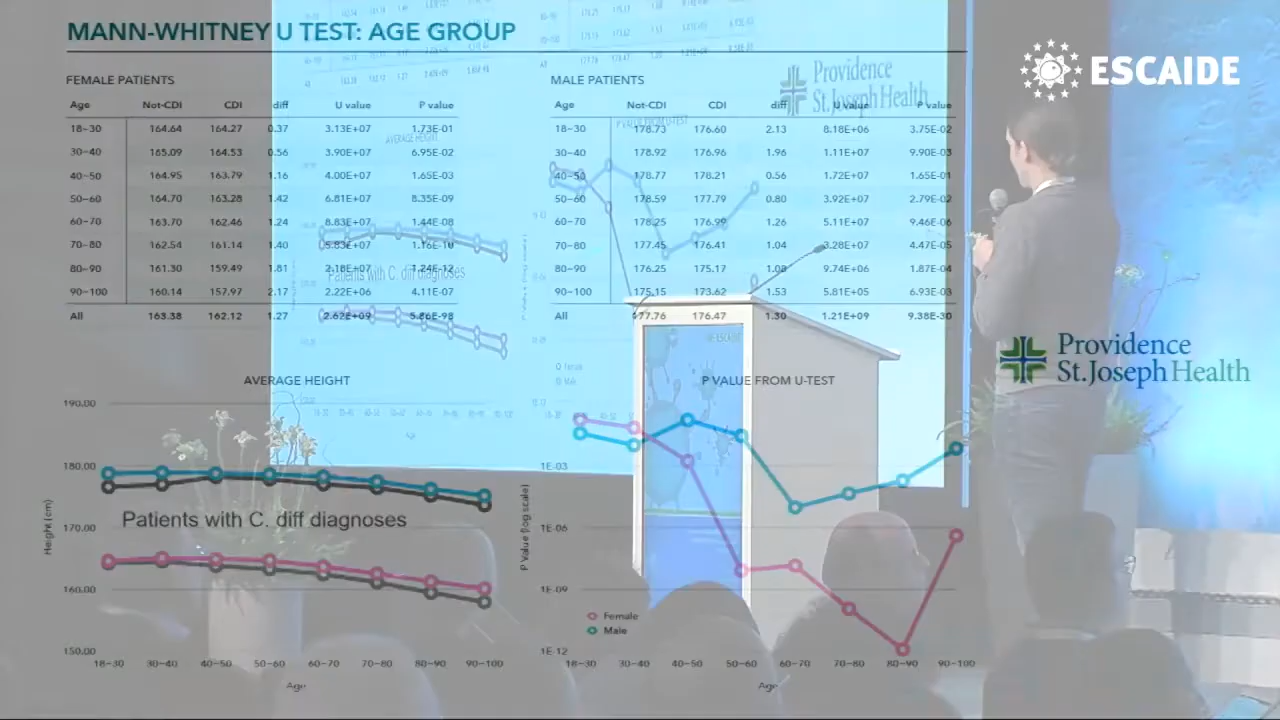 MANN-WHITNEY U TEST: AGE GROUP
ESCAIDE
FEMALE PATIENTS
Age Not-CDI CDI diff U value P value
18-30 164.64 164.27 0.37 3.13E+07 1.73E-01
30-40 165.09 164.53 0.56 3.90E+07 6.95E-02
40-50 164.95 163.79 1.16 4.00E+07 1.65E-03
50-60 164.70 163.28 1.42 6.81E+07 8.35E-09
60-70 163.70 162.46 1.24 8.83E+07 1.44E-08
70-80 162.54 161.14 1.40 5.83E+07 1.16E-10
80-90 161.30 159.49 1.81 2.18E+07 1.24E-12
90-100 160.14 157.97 2.17 2.22E+06 4.11E-07
All 163.38 162.12 1.27 2.62E+09 5.86E-98
MALE PATIENTS
Age Not-CDI CDI diff U value P value
18-30 178.73 176.60 2.13 8.18E+06 3.75E-02
30-40 178.92 176.96 1.96 1.11E+07 9.90E-03
40-50 178.77 178.21 0.56 1.72E+07 1.65E-01
50-60 178.59 177.79 0.80 3.92E+07 2.79E-02
60-70 178.25 176.99 1.26 5.11E+07 9.46E-06
70-80 177.45 176.41 1.04 3.28E+07 4.47E-05
80-90 176.25 175.17 1.08 9.74E+06 1.87E-04
90-100 175.15 173.62 1.53 5.81E+05 6.93E-03
All 177.76 176.47 1.30 1.21E+09 9.38E-30
Providence
St.Joseph Health
P VALUE FROM U-TEST
AVERAGE HEIGHT
Patients with C. diff diagnoses
Providence
St.Joseph Health
AVERAGE HEIGHT
190.00
180.00
170.00
160.00
150.00
Height (cm)
Patients with C. diff diagnoses
18-30 30-40 40-50 50-60 60-70 70-80 80-90 90-100
Age
P VALUE FROM U-TEST
1E-03
1E-06
1E-09
1E-12
P Value (log scale)
Female
Male
18-30 30-40 40-50 50-60 60-70 70-80 80-90 90-100
Age